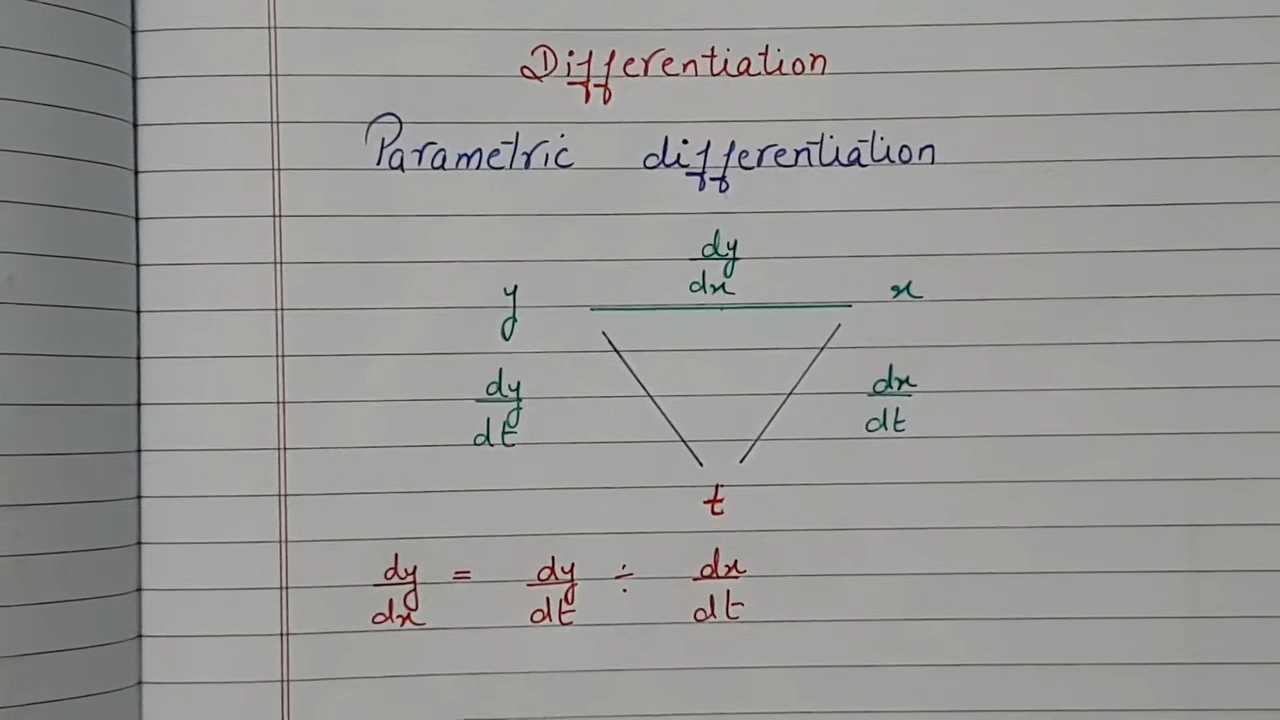 Differentiation
Parametric differentiation
dy/dx
y x
dy/dt dx/dt
t
dy/dx = dy/dt ÷ dx/dt